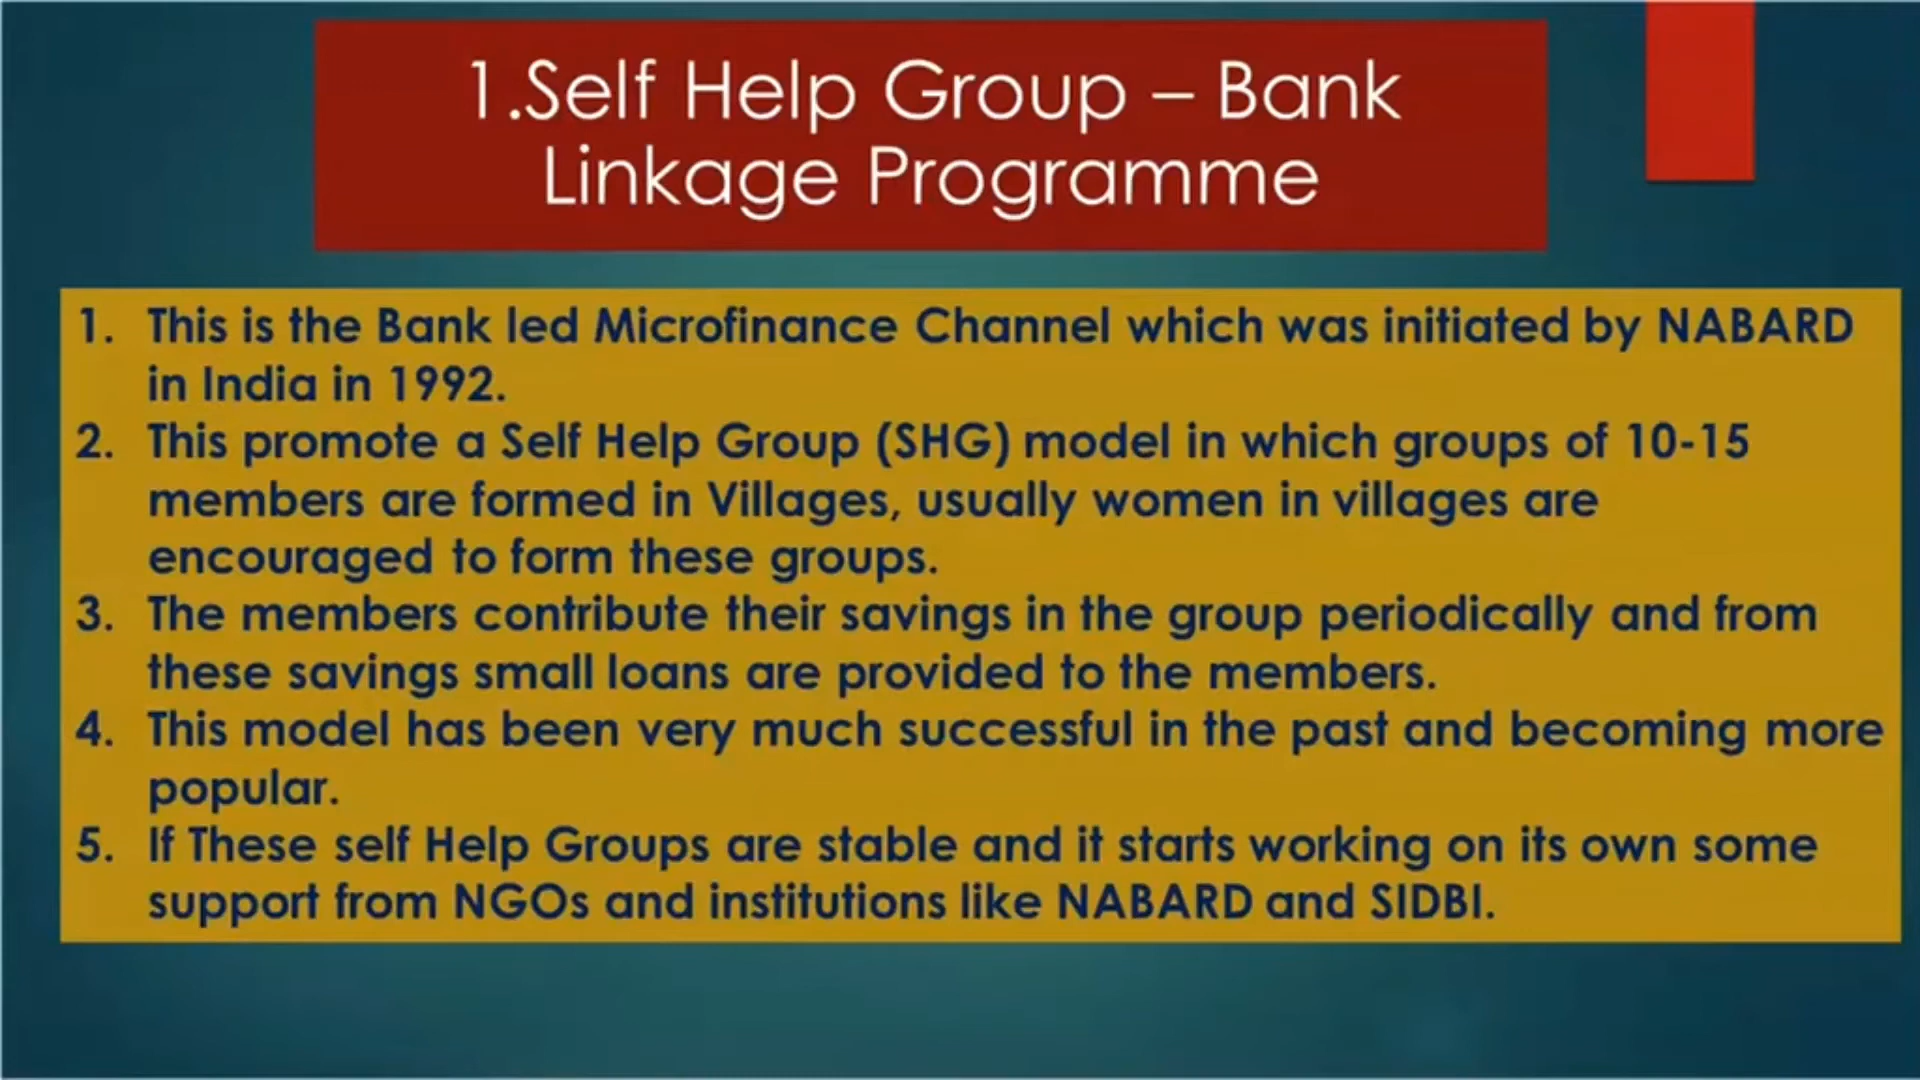 1.Self Help Group – Bank
Linkage Programme
1. This is the Bank led Microfinance Channel which was initiated by NABARD
in India in 1992.
2. This promote a Self Help Group (SHG) model in which groups of 10-15
members are formed in Villages, usually women in villages are
encouraged to form these groups.
3. The members contribute their savings in the group periodically and from
these savings small loans are provided to the members.
4. This model has been very much successful in the past and becoming more
popular.
5. If These self Help Groups are stable and it starts working on its own some
support from NGOs and institutions like NABARD and SIDBI.